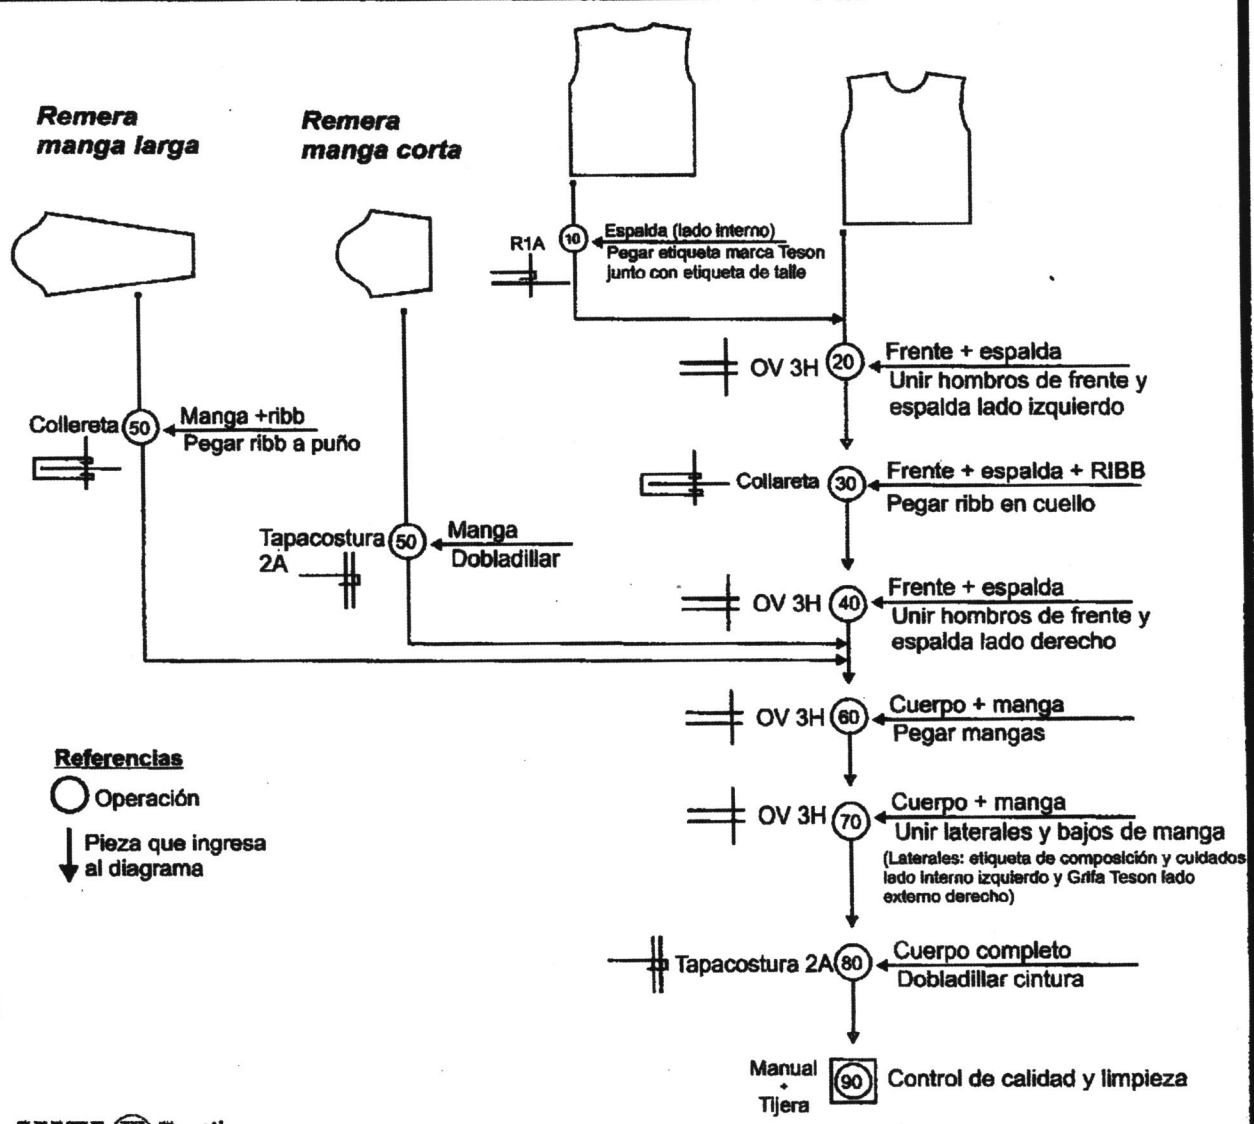 Remera
manga larga
Remera
manga corta
R1A
10
Espalda (lado interno)
Pegar etiqueta marca Teson
junto con etiqueta de talle
OV 3H
20
Frente + espalda
Unir hombros de frente y
espalda lado izquierdo
Collereta
50
Manga +ribb
Pegar ribb a puño
Collareta
30
Frente + espalda + RIBB
Pegar ribb en cuello
Tapacostura
2A
50
Manga
Dobladillar
OV 3H
40
Frente + espalda
Unir hombros de frente y
espalda lado derecho
OV 3H
60
Cuerpo + manga
Pegar mangas
Referencias
Operación
Pieza que ingresa
al diagrama
OV 3H
70
Cuerpo + manga
Unir laterales y bajos de manga
(Laterales: etiqueta de composición y cuidados
lado interno izquierdo y Grifa Teson lado
externo derecho)
Tapacostura 2A
80
Cuerpo completo
Dobladillar cintura
Manual
+
Tijera
90
Control de calidad y limpieza